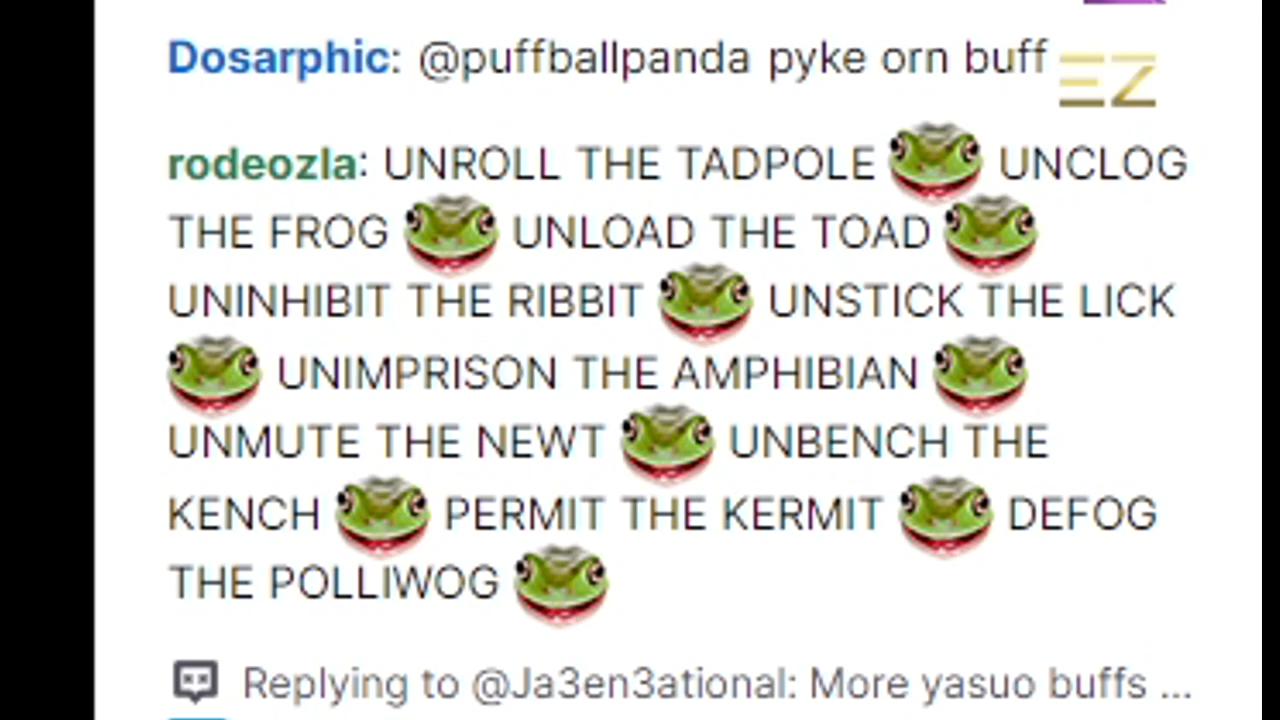 Dosarphic: @puffballpanda pyke orn buff EZ
rodeozla: UNROLL THE TADPOLE UNCLOG
THE FROG UNLOAD THE TOAD
UNINHIBIT THE RIBBIT UNSTICK THE LICK
UNIMPRISON THE AMPHIBIAN
UNMUTE THE NEWT UNBENCH THE
KENCH PERMIT THE KERMIT DEFOG
THE POLLIWOG
Replying to @Ja3en3ational: More yasuo buffs ...